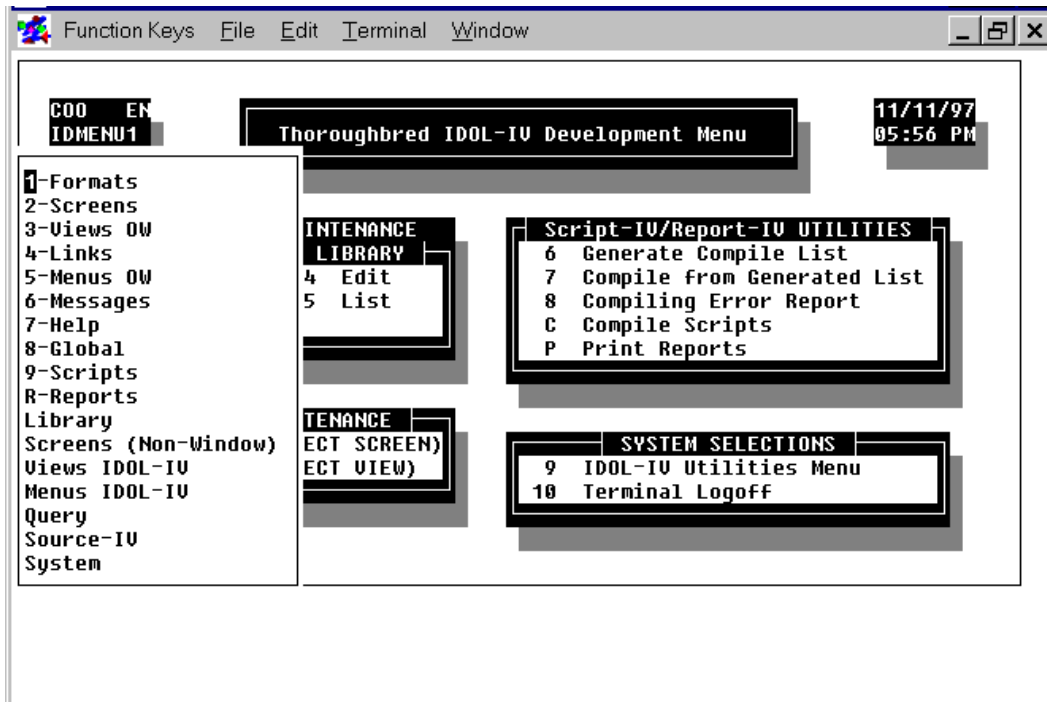 Function Keys File Edit Terminal Window
COO EN
IDMENU1
Thoroughbred IDOL-IV Development Menu
11/11/97
05:56 PM
1-Formats
2-Screens
3-Views OW
4-Links
5-Menus OW
6-Messages
7-Help
8-Global
9-Scripts
R-Reports
Library
Screens (Non-Window)
Views IDOL-IV
Menus IDOL-IV
Query
Source-IV
System
INTENANCE
LIBRARY
4 Edit
5 List
TENANCE
ECT SCREEN)
ECT VIEW)
Script-IV/Report-IV UTILITIES
6 Generate Compile List
7 Compile from Generated List
8 Compiling Error Report
C Compile Scripts
P Print Reports
SYSTEM SELECTIONS
9 IDOL-IV Utilities Menu
10 Terminal Logoff